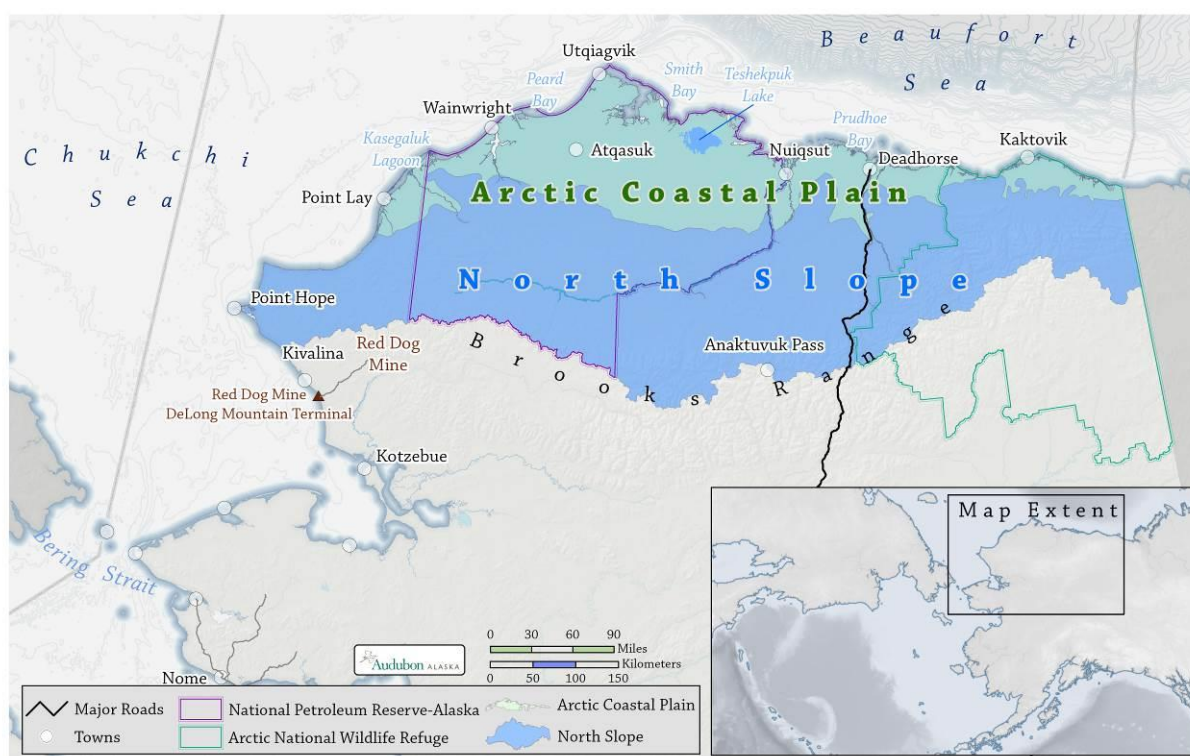 Beaufort
Sea
Utqiagvik
Smith
Bay
Teshekpuk
Lake
Peard
Bay
Wainwright
Prudhoe
Bay
Kaktovik
Kasegaluk
Lagoon
Chukchi
Sea
Atqasuk
Nuiqsut
Deadhorse
Point Lay
Arctic Coastal Plain
North Slope
Point Hope
Kivalina
Red Dog
Mine
Brooks Range
Anaktuvuk Pass
Red Dog Mine
DeLong Mountain Terminal
Kotzebue
Map Extent
Bering Strait
Nome
Audubon ALASKA
0 30 60 90
Miles
Kilometers
0 50 100 150
Major Roads
Towns
National Petroleum Reserve-Alaska
Arctic National Wildlife Refuge
Arctic Coastal Plain
North Slope